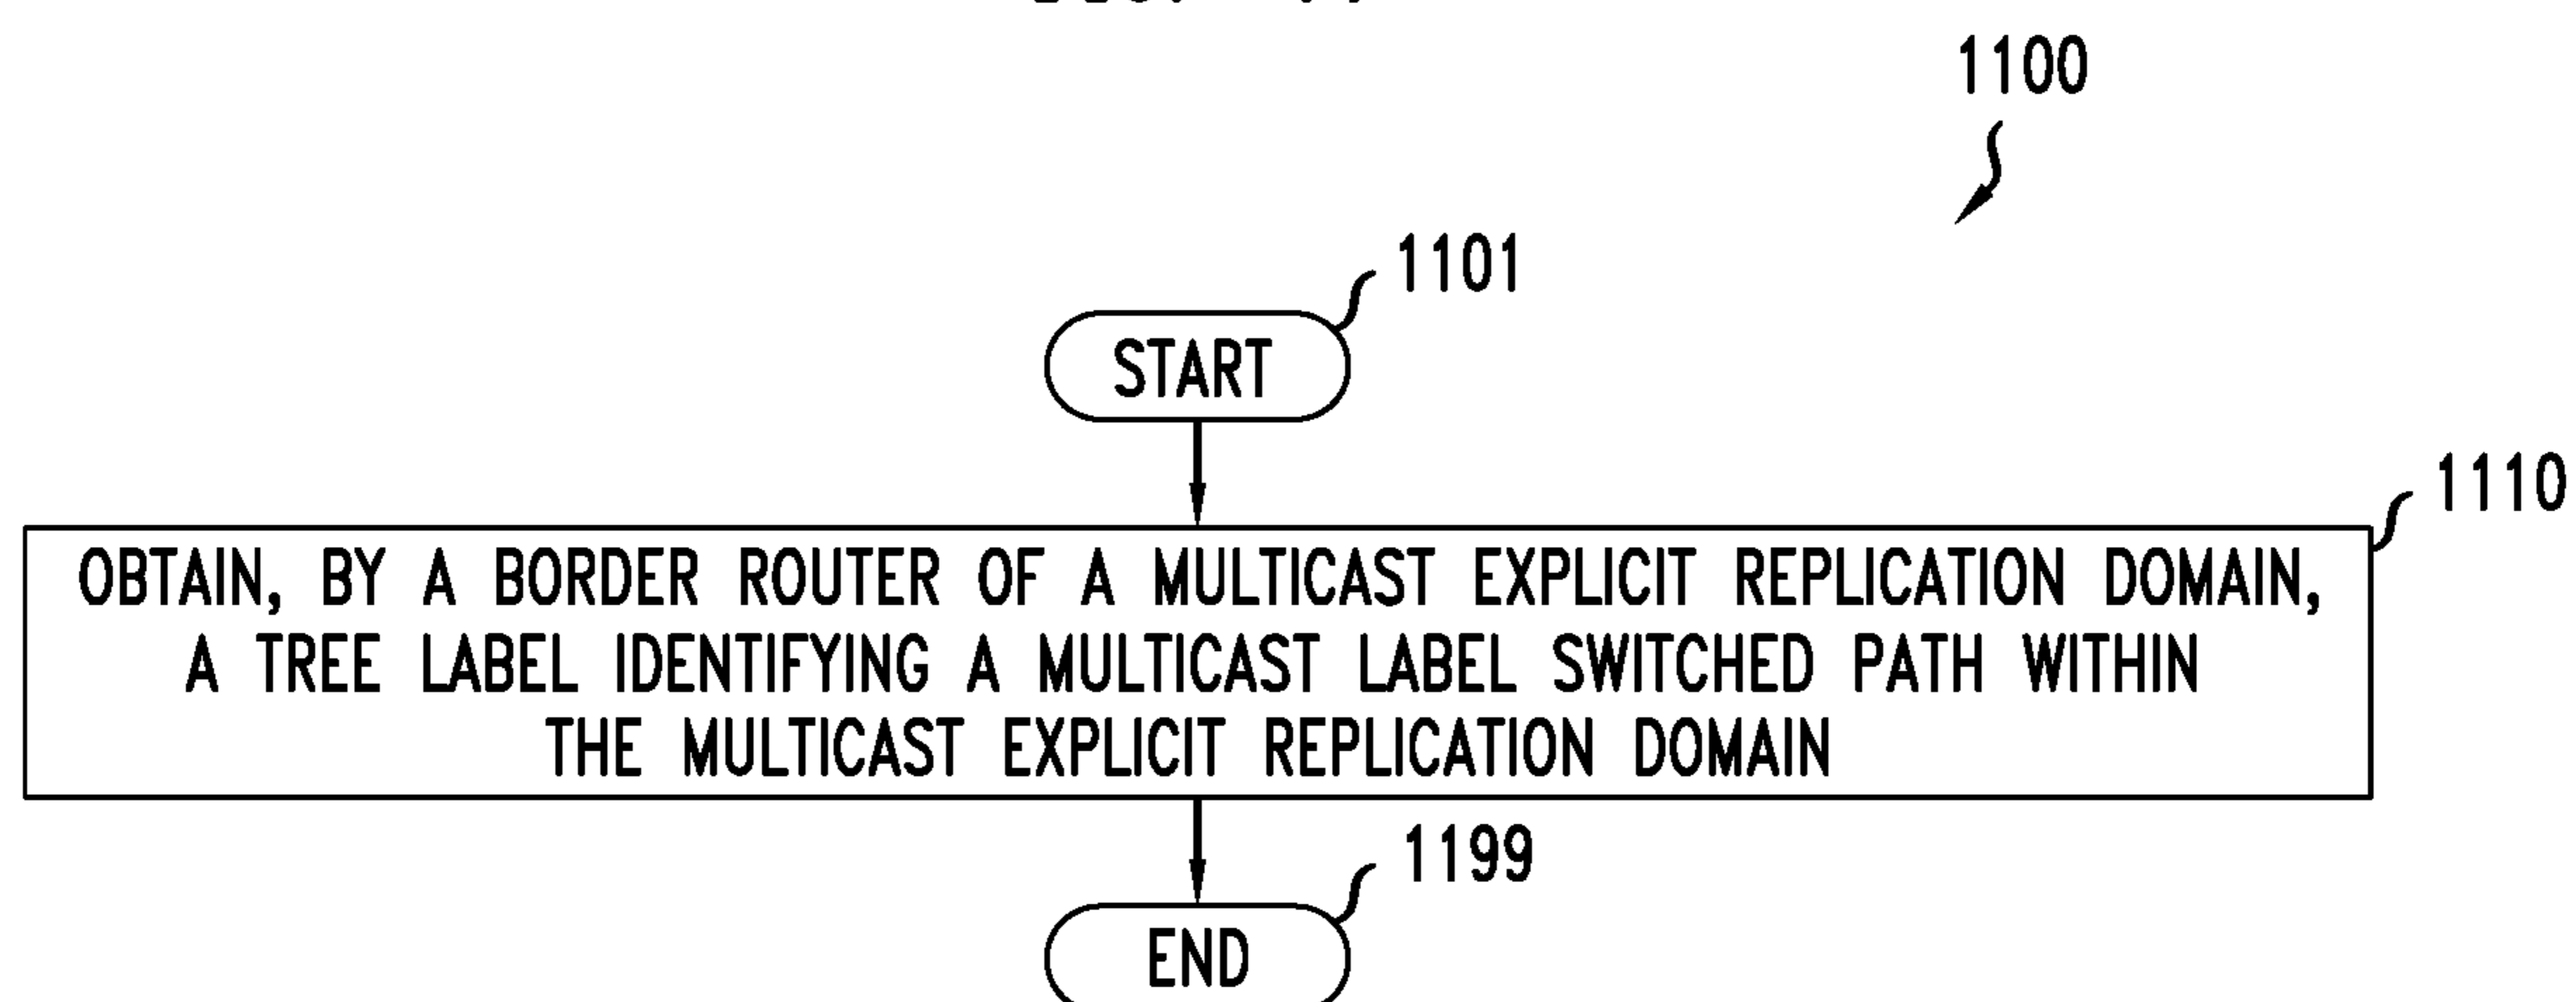 1100
1101
START
1110
OBTAIN, BY A BORDER ROUTER OF A MULTICAST EXPLICIT REPLICATION DOMAIN,
A TREE LABEL IDENTIFYING A MULTICAST LABEL SWITCHED PATH WITHIN
THE MULTICAST EXPLICIT REPLICATION DOMAIN
1199
END